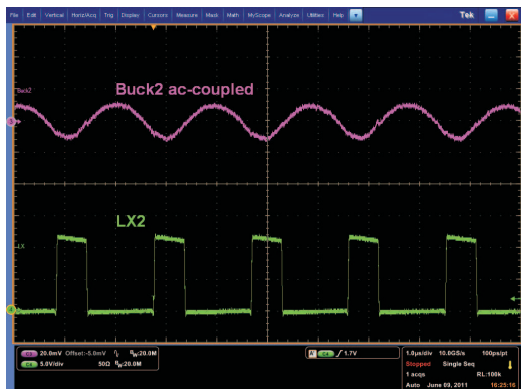 File Edit Vertical Horiz/Acq Trig Display Cursors Measure Mask Math MyScope Analyze Utilities Help Tek
Buck2
Buck2 ac-coupled
LX2
LX
C3 20.0mV Offset:-5.0mV BW:20.0M
C4 5.0V/div 50Ω BW:20.0M
A' C4 1.7V
1.0µs/div 10.0GS/s 100ps/pt
Stopped Single Seq
1 acqs RL:100k
Auto June 09, 2011 16:25:16